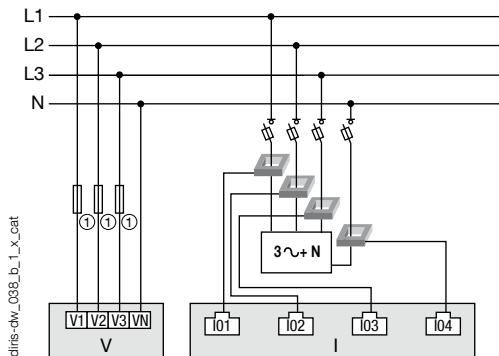 L1
L2
L3
N
① ① ①
3∿+ N
V1 V2 V3 VN
I01 I02 I03 I04
V
I
diris-dw_038_b_1_x_cat